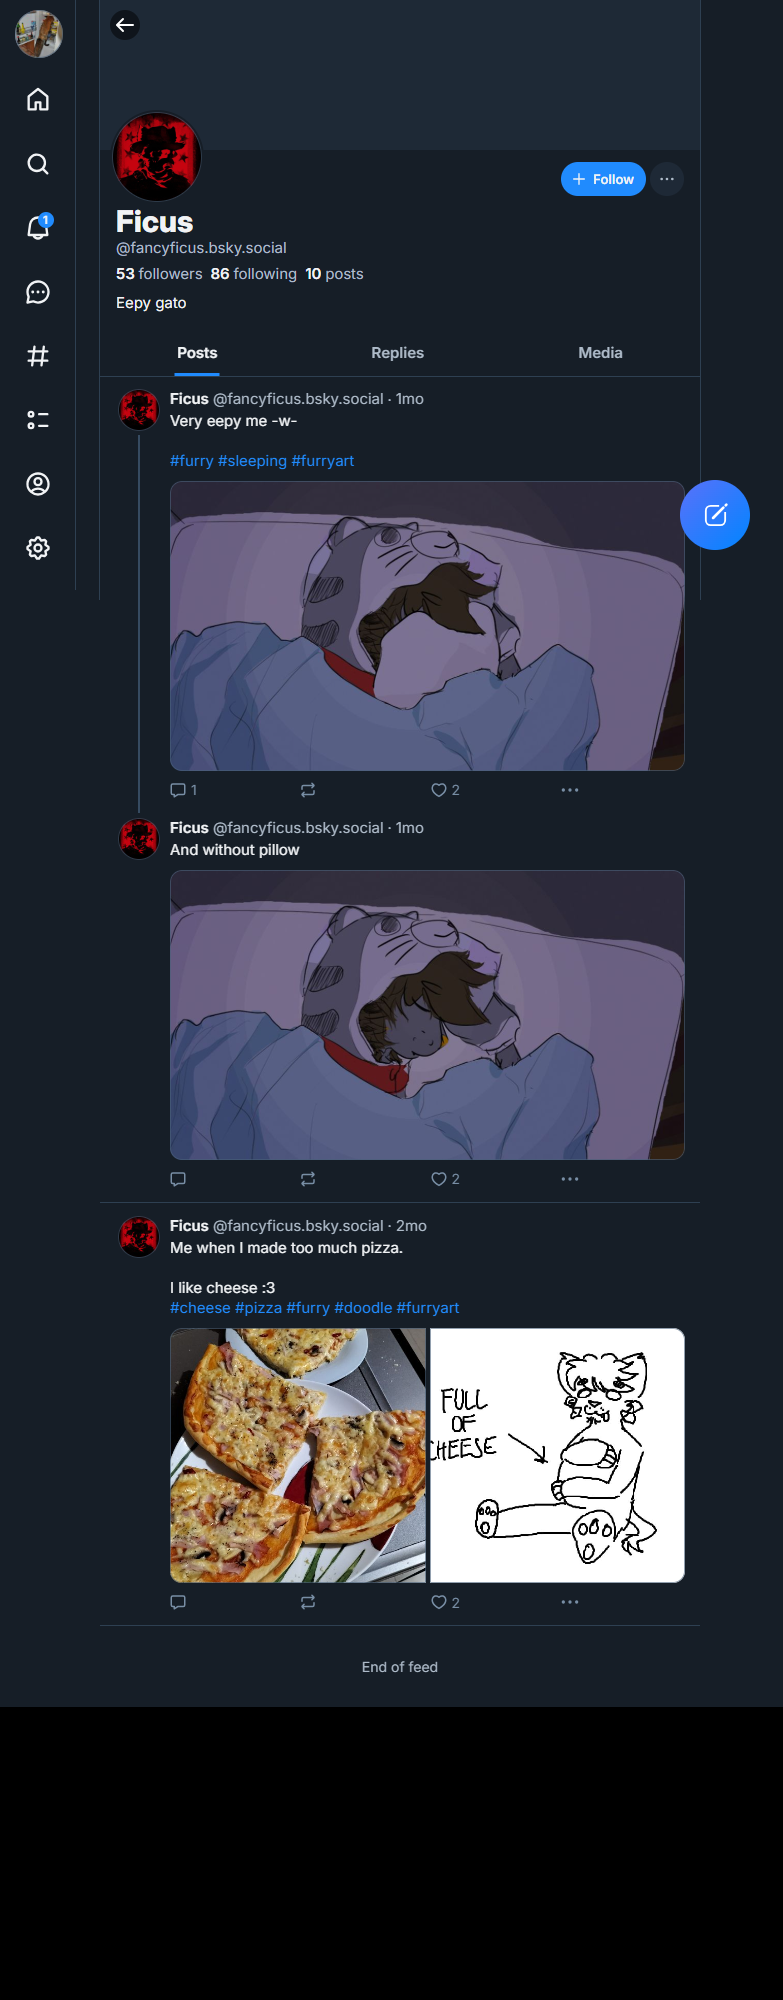 1
Follow
Ficus
@fancyficus.bsky.social
53 followers 86 following 10 posts
Eepy gato
Posts Replies Media
Ficus @fancyficus.bsky.social · 1mo
Very eepy me -w-
#furry #sleeping #furryart
1 2
Ficus @fancyficus.bsky.social · 1mo
And without pillow
2
Ficus @fancyficus.bsky.social · 2mo
Me when I made too much pizza.
I like cheese :3
#cheese #pizza #furry #doodle #furryart
FULL
OF
CHEESE
2
End of feed